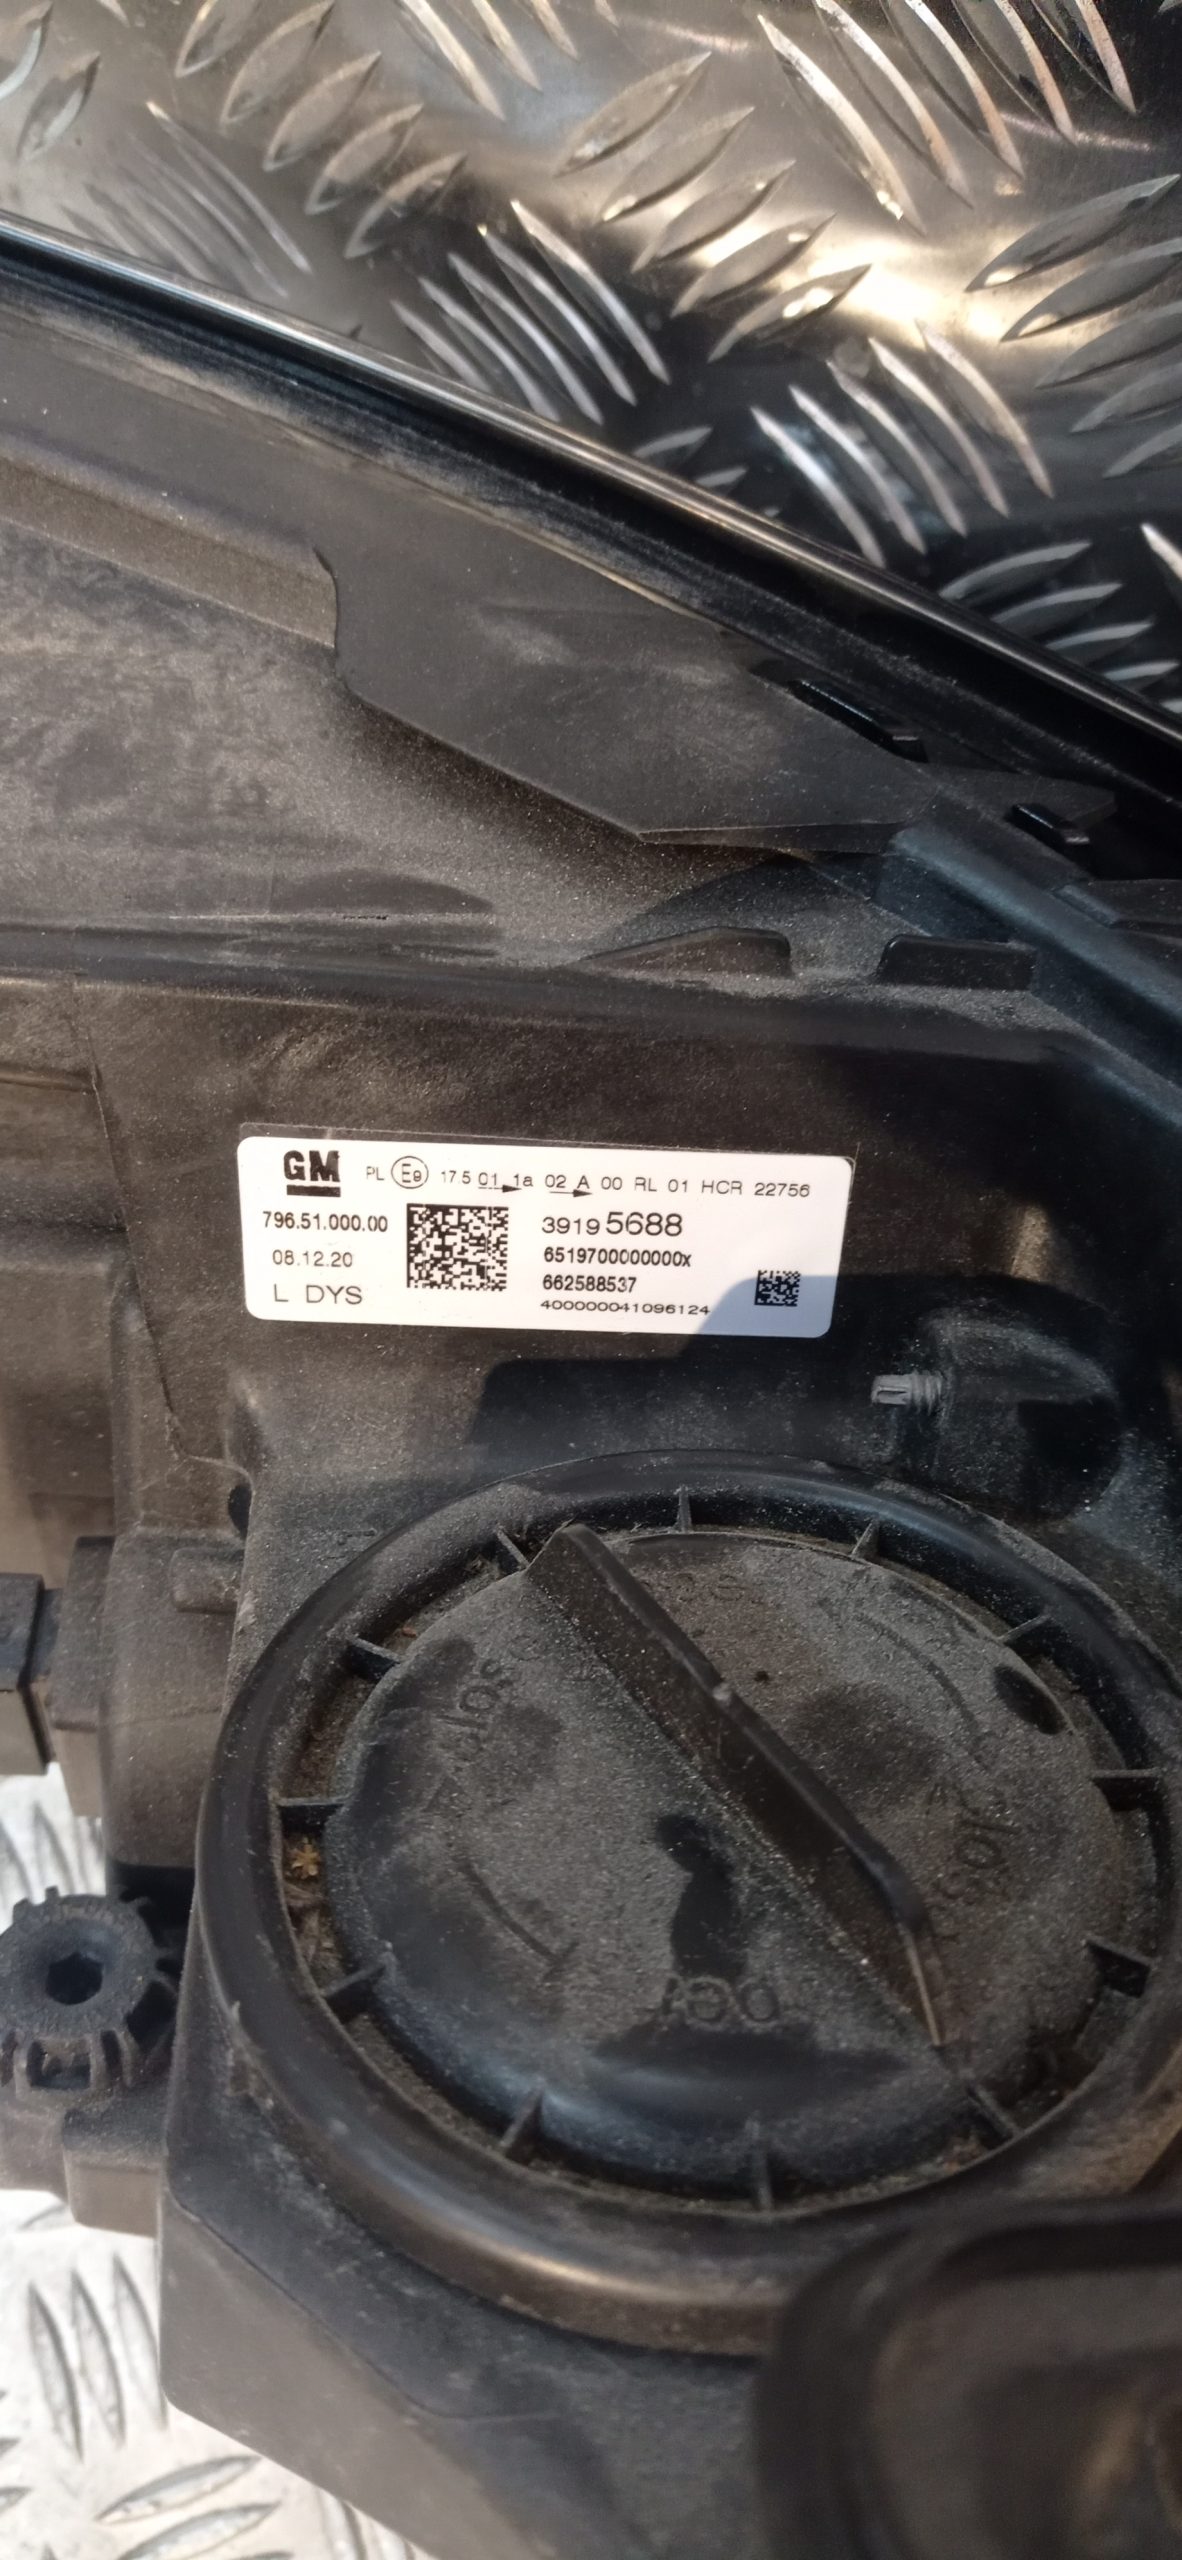 GM PL E9 17.5 01 1a 02 A 00 RL 01 HCR 22756
796.51.000.00
39195688
08.12.20
6519700000000x
662588537
L DYS
400000041096124